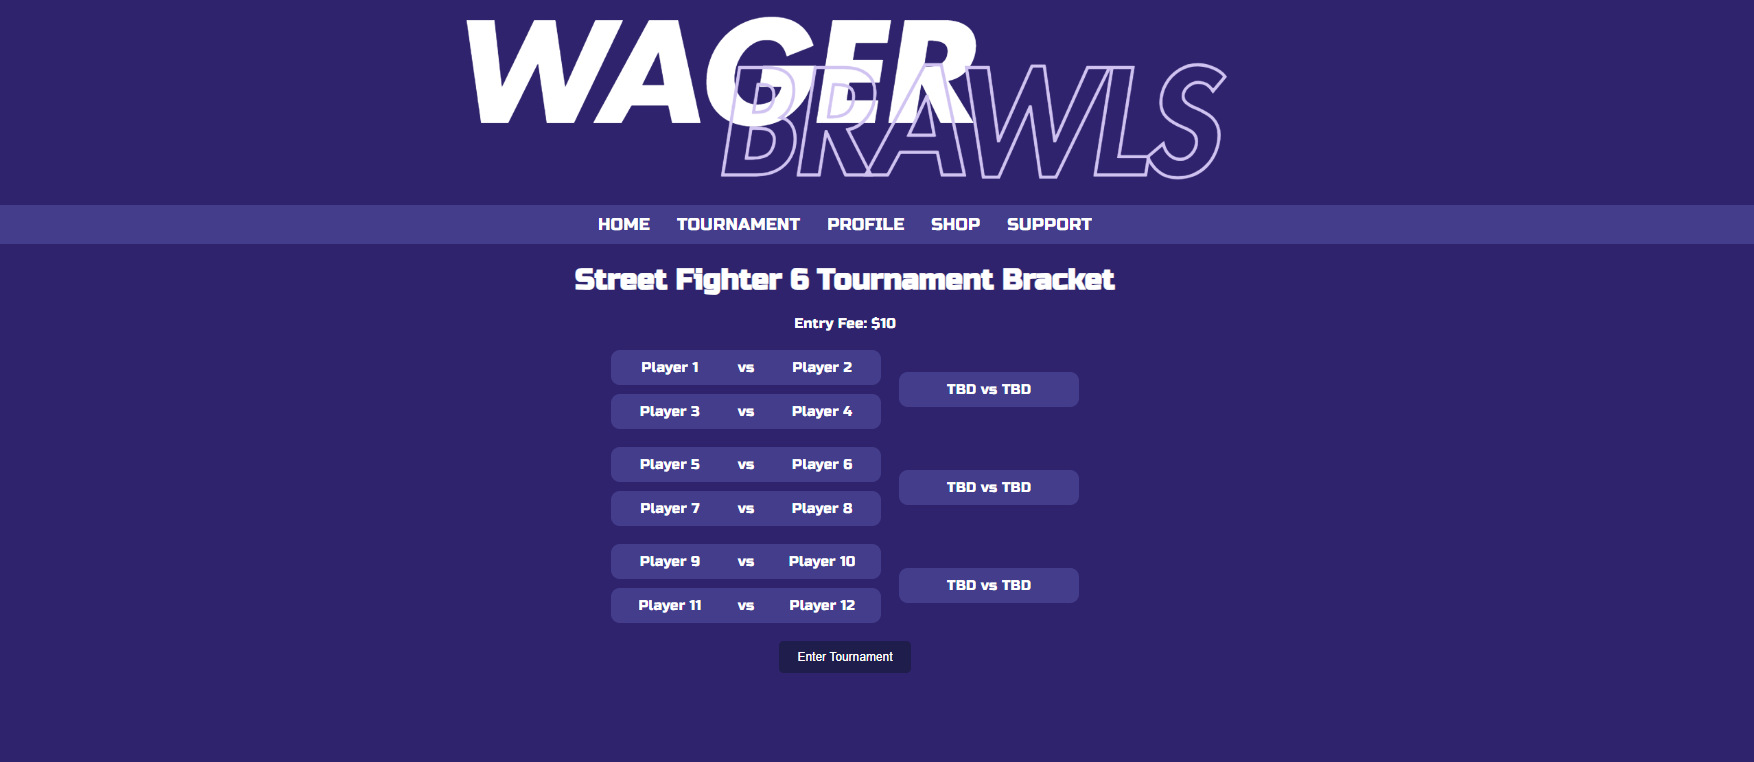 WAGER
BRAWLS
HOME TOURNAMENT PROFILE SHOP SUPPORT
Street Fighter 6 Tournament Bracket
Entry Fee: $10
Player 1 vs Player 2
Player 3 vs Player 4
TBD vs TBD
Player 5 vs Player 6
Player 7 vs Player 8
TBD vs TBD
Player 9 vs Player 10
Player 11 vs Player 12
TBD vs TBD
Enter Tournament